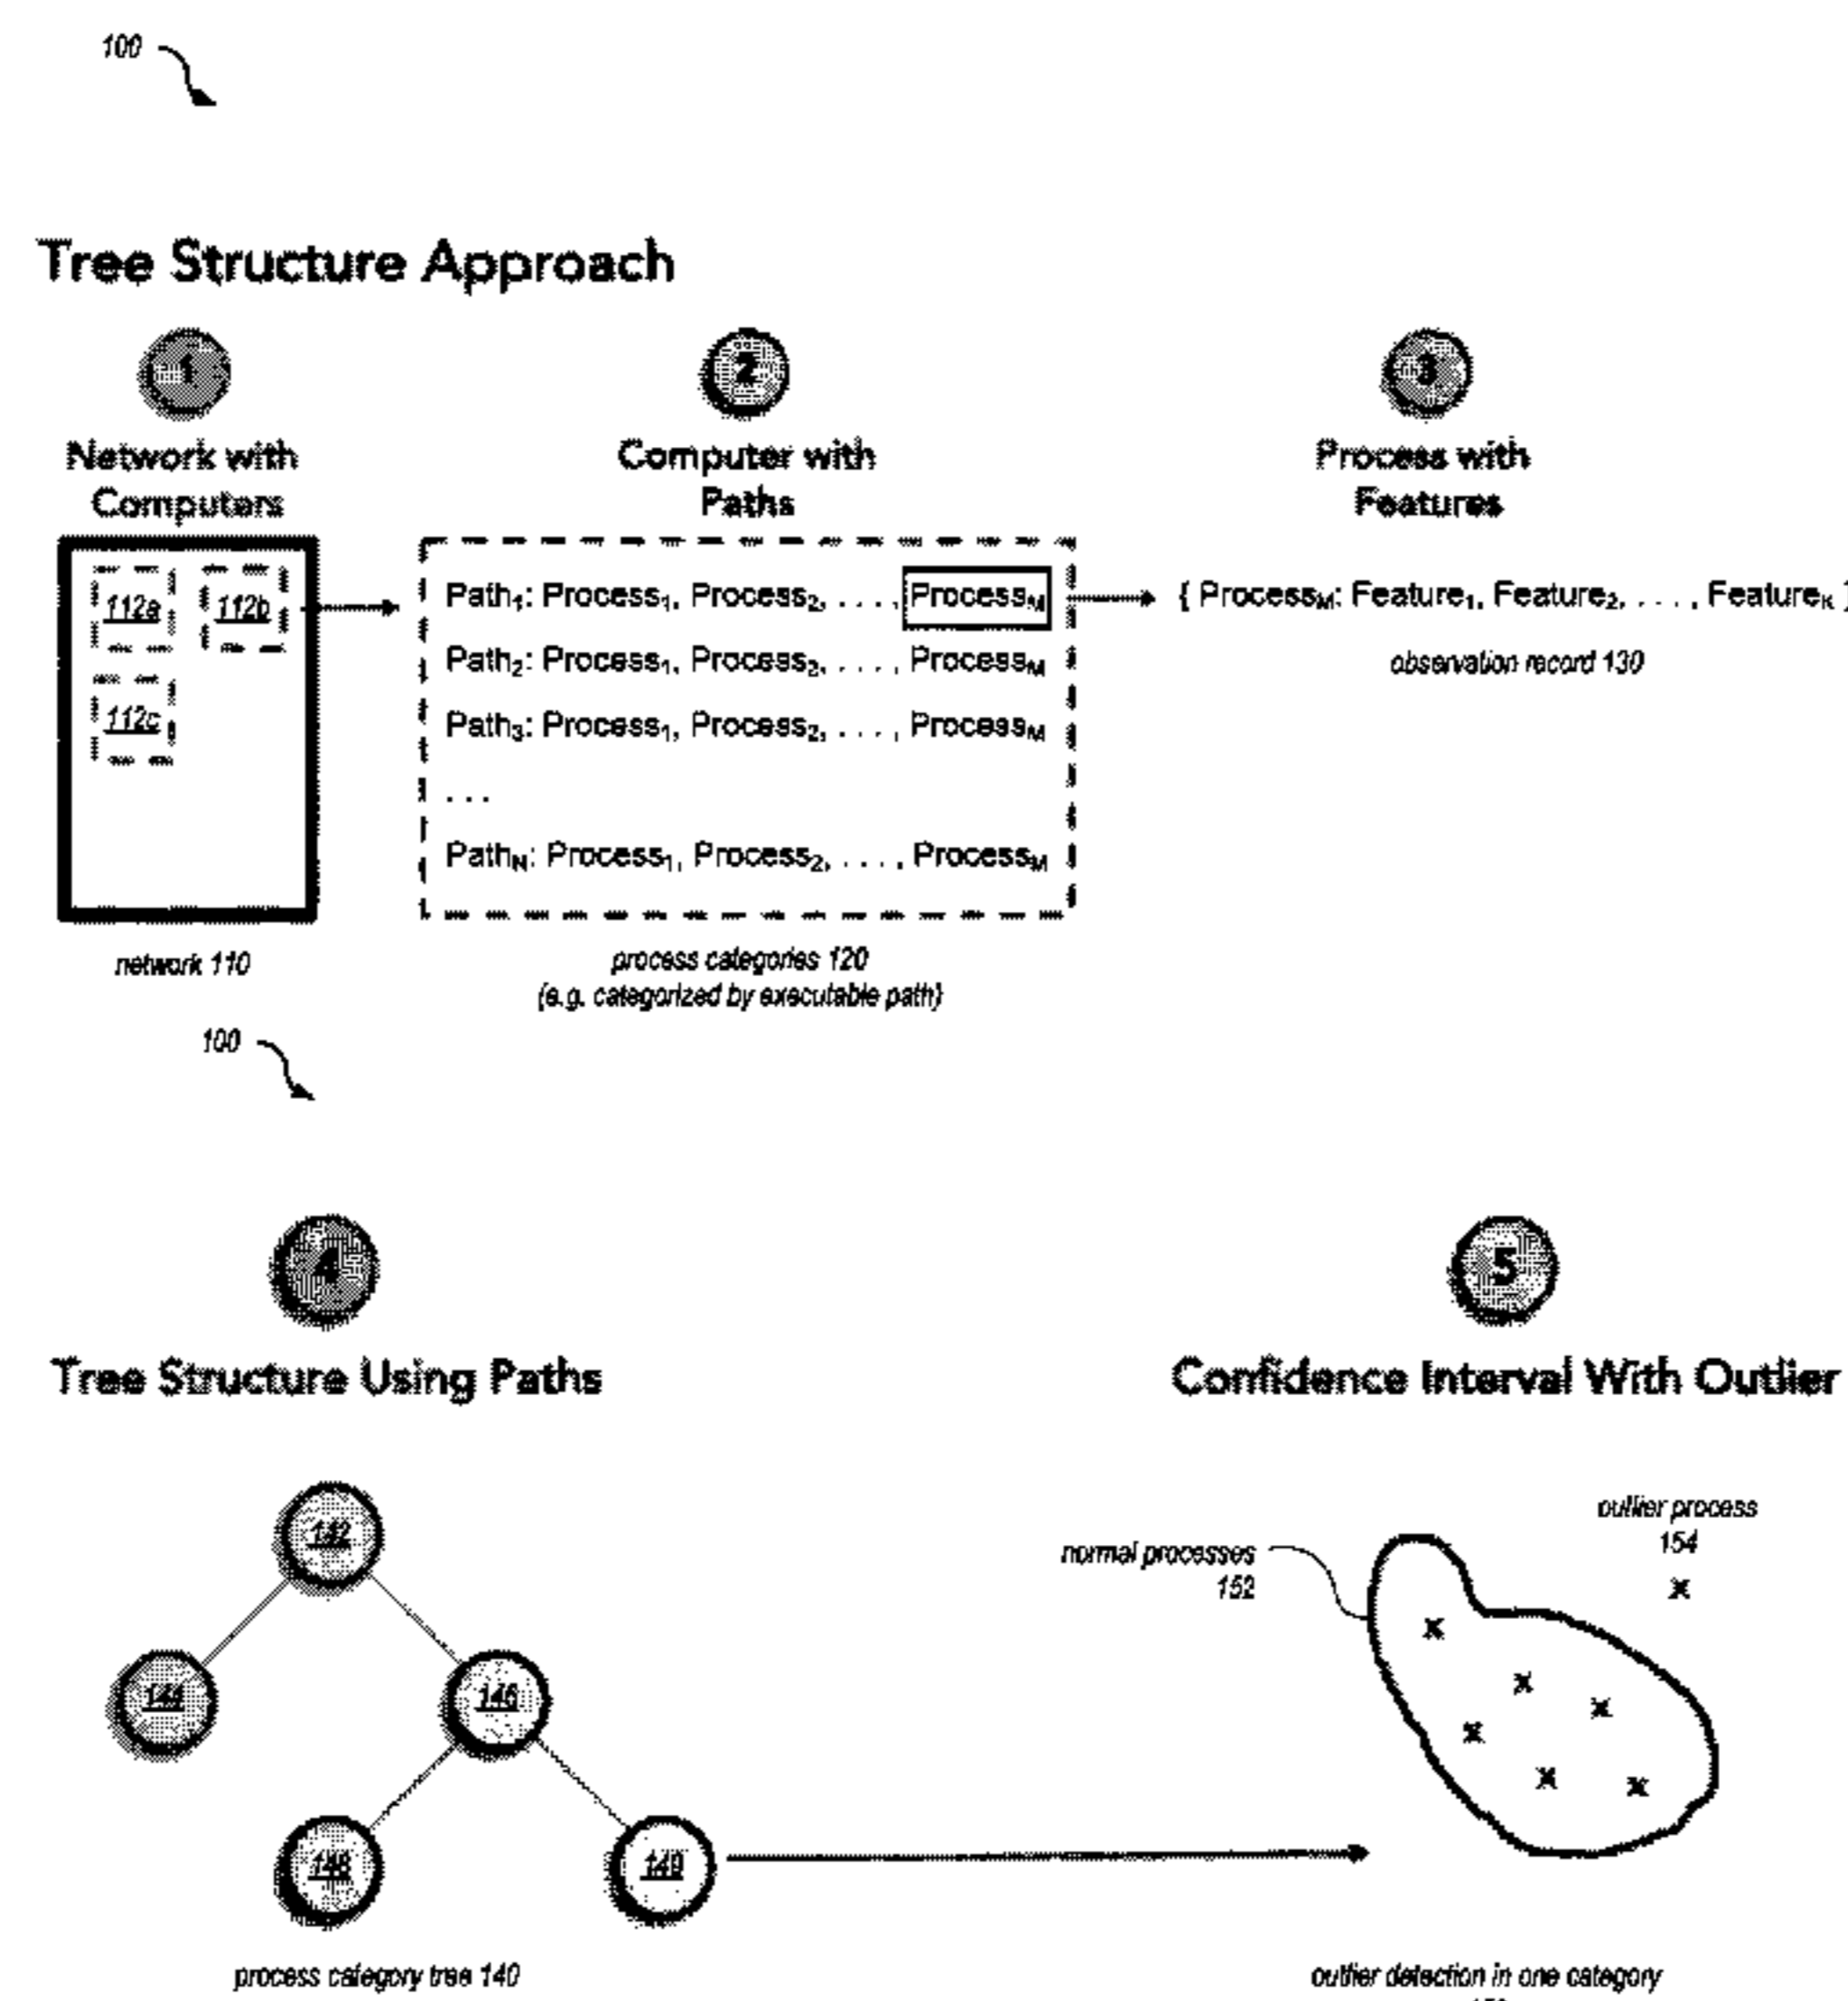 100
Tree Structure Approach
1
Network with
Computers
2
Computer with
Paths
3
Process with
Features
112a
112b
112c
Path1: Process1, Process2, . . . , ProcessM
Path2: Process1, Process2, . . . , ProcessM
Path3: Process1, Process2, . . . , ProcessM
. . .
PathN: Process1, Process2, . . . , ProcessM
{ ProcessM: Feature1, Feature2, . . . , FeatureK }
observation record 130
network 110
process categories 120
(e.g. categorized by executable path)
100
4
Tree Structure Using Paths
5
Confidence Interval With Outlier
142
144
146
148
149
process category tree 140
normal processes
152
outlier process
154
outlier detection in one category